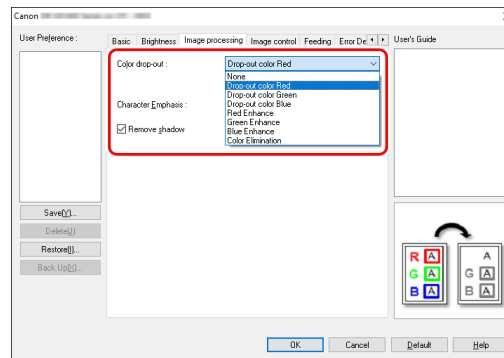 Canon
User Preference :
Basic Brightness Image processing Image control Feeding Error De
User's Guide
Color drop-out :
Drop-out color Red
None
Drop-out color Red
Drop-out color Green
Drop-out color Blue
Red Enhance
Green Enhance
Blue Enhance
Color Elimination
Character Emphasis :
Remove shadow
Save(Y)...
Delete(J)
Restore(I)...
Back Up(X)...
R A A
G A G A
B A B A
OK Cancel Default Help